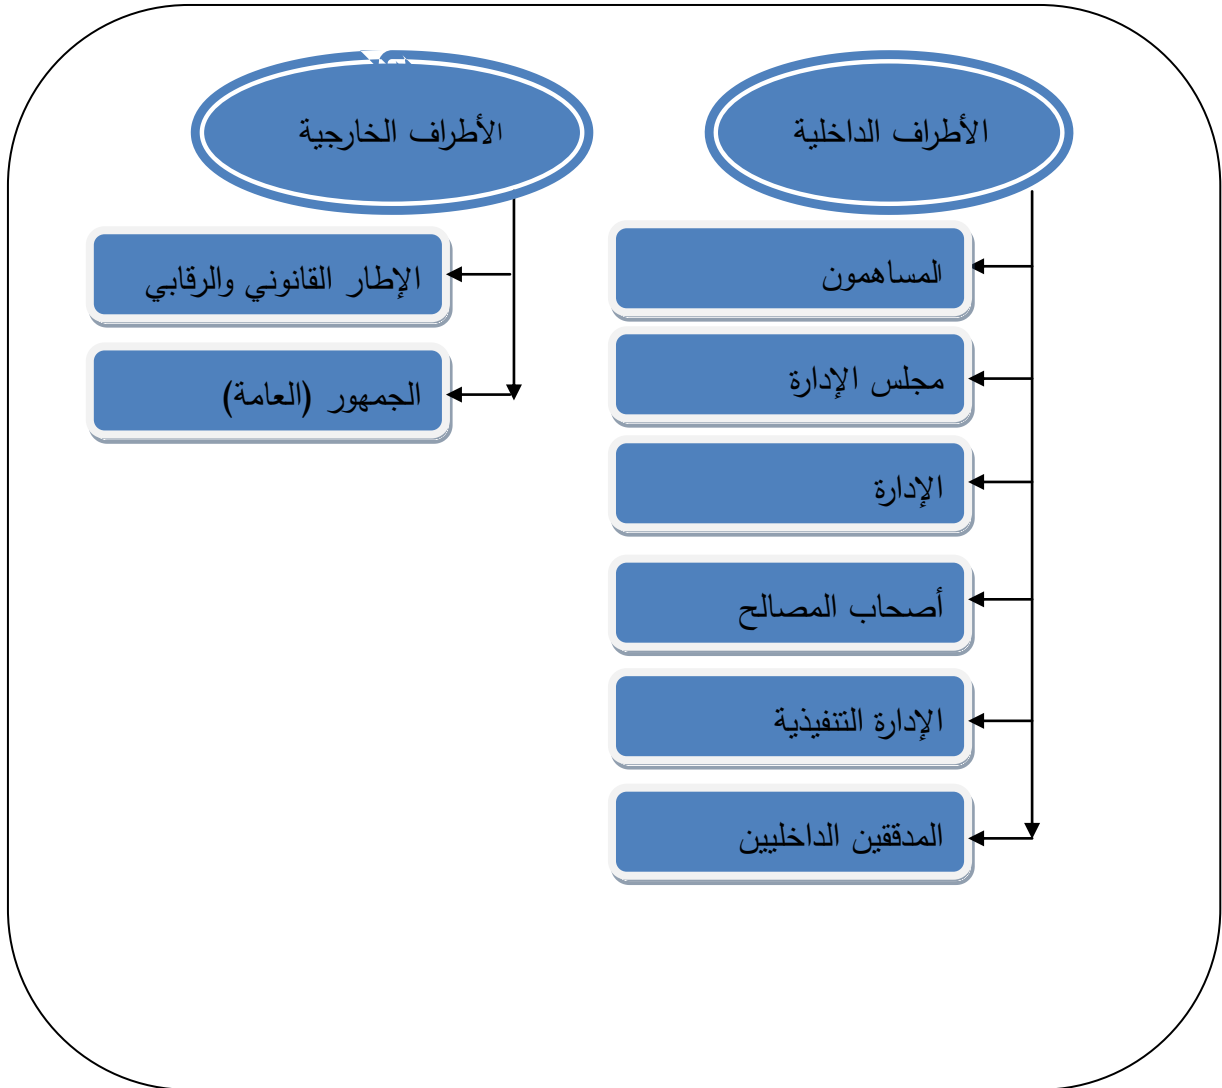 الأطراف الداخلية
المساهمون
مجلس الإدارة
الإدارة
أصحاب المصالح
الإدارة التنفيذية
المدققين الداخليين
الأطراف الخارجية
الإطار القانوني والرقابي
الجمهور (العامة)